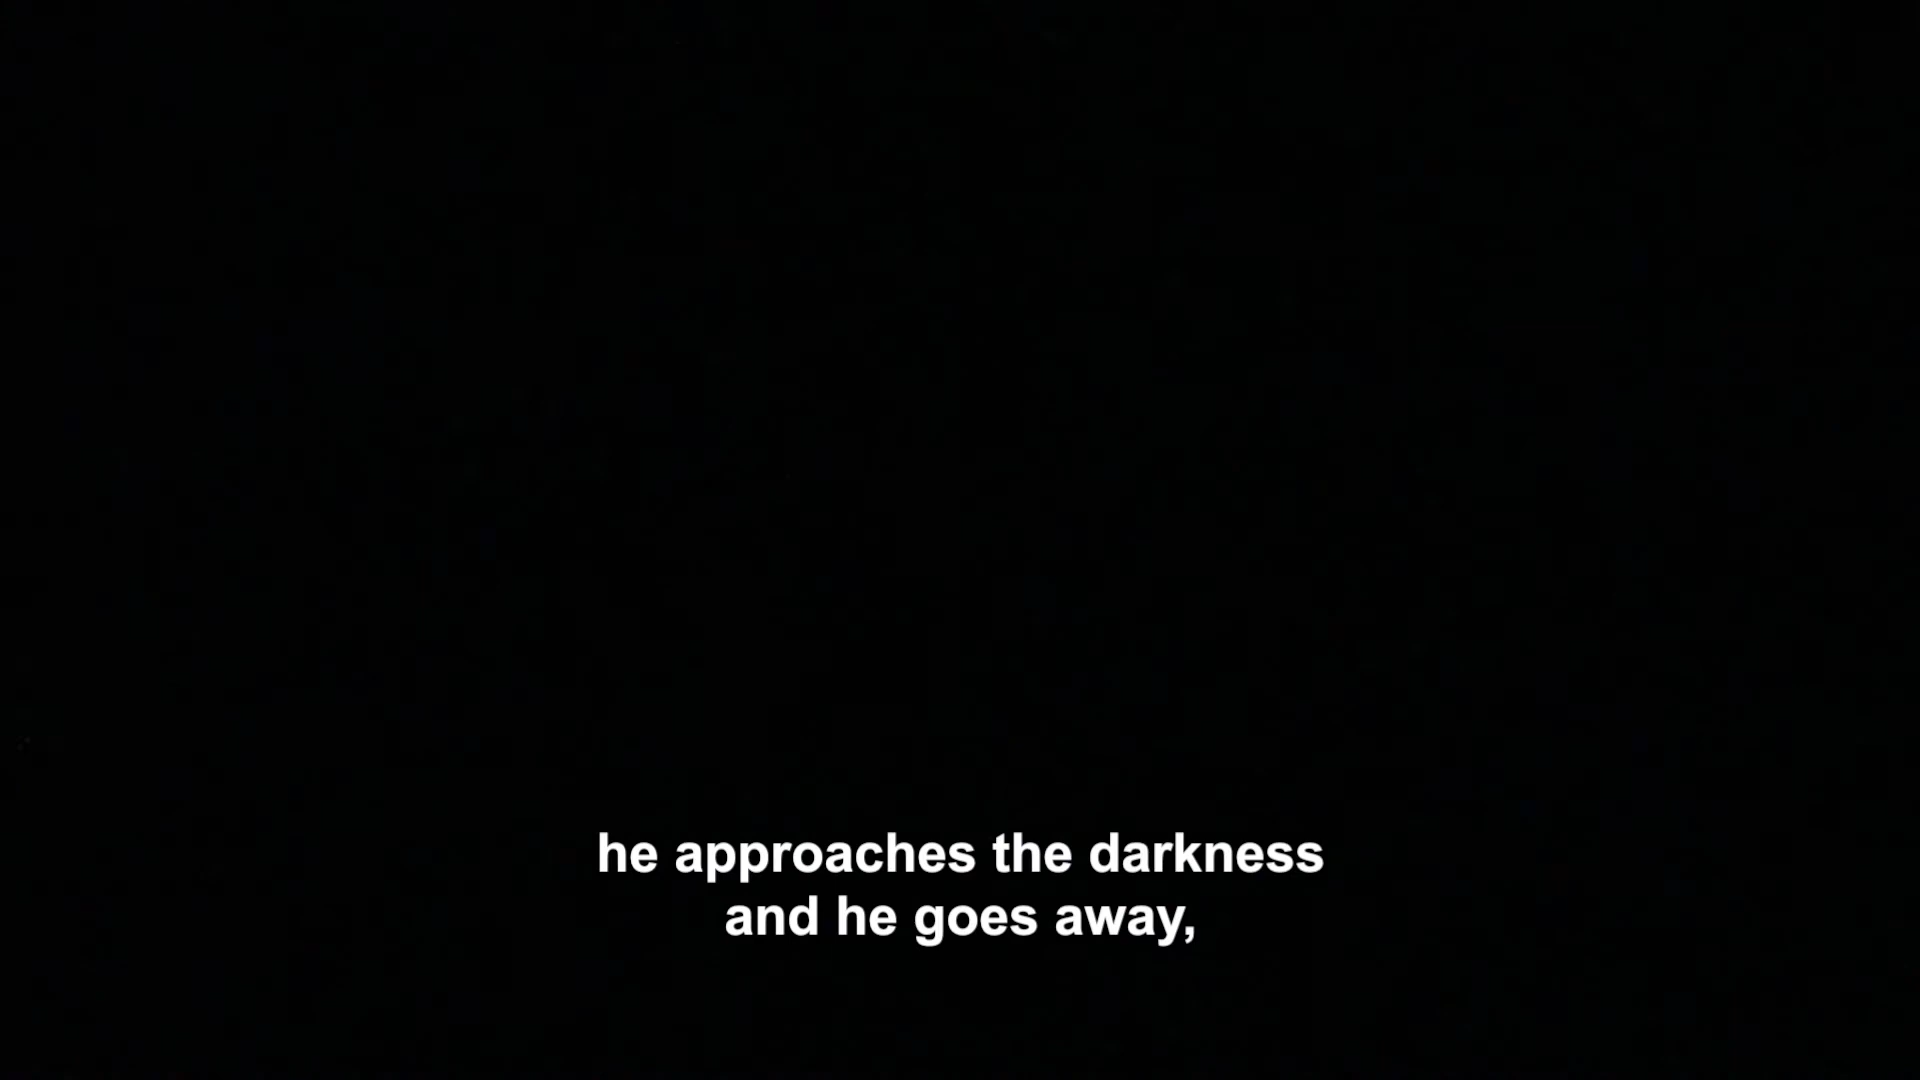 he approaches the darkness
and he goes away,